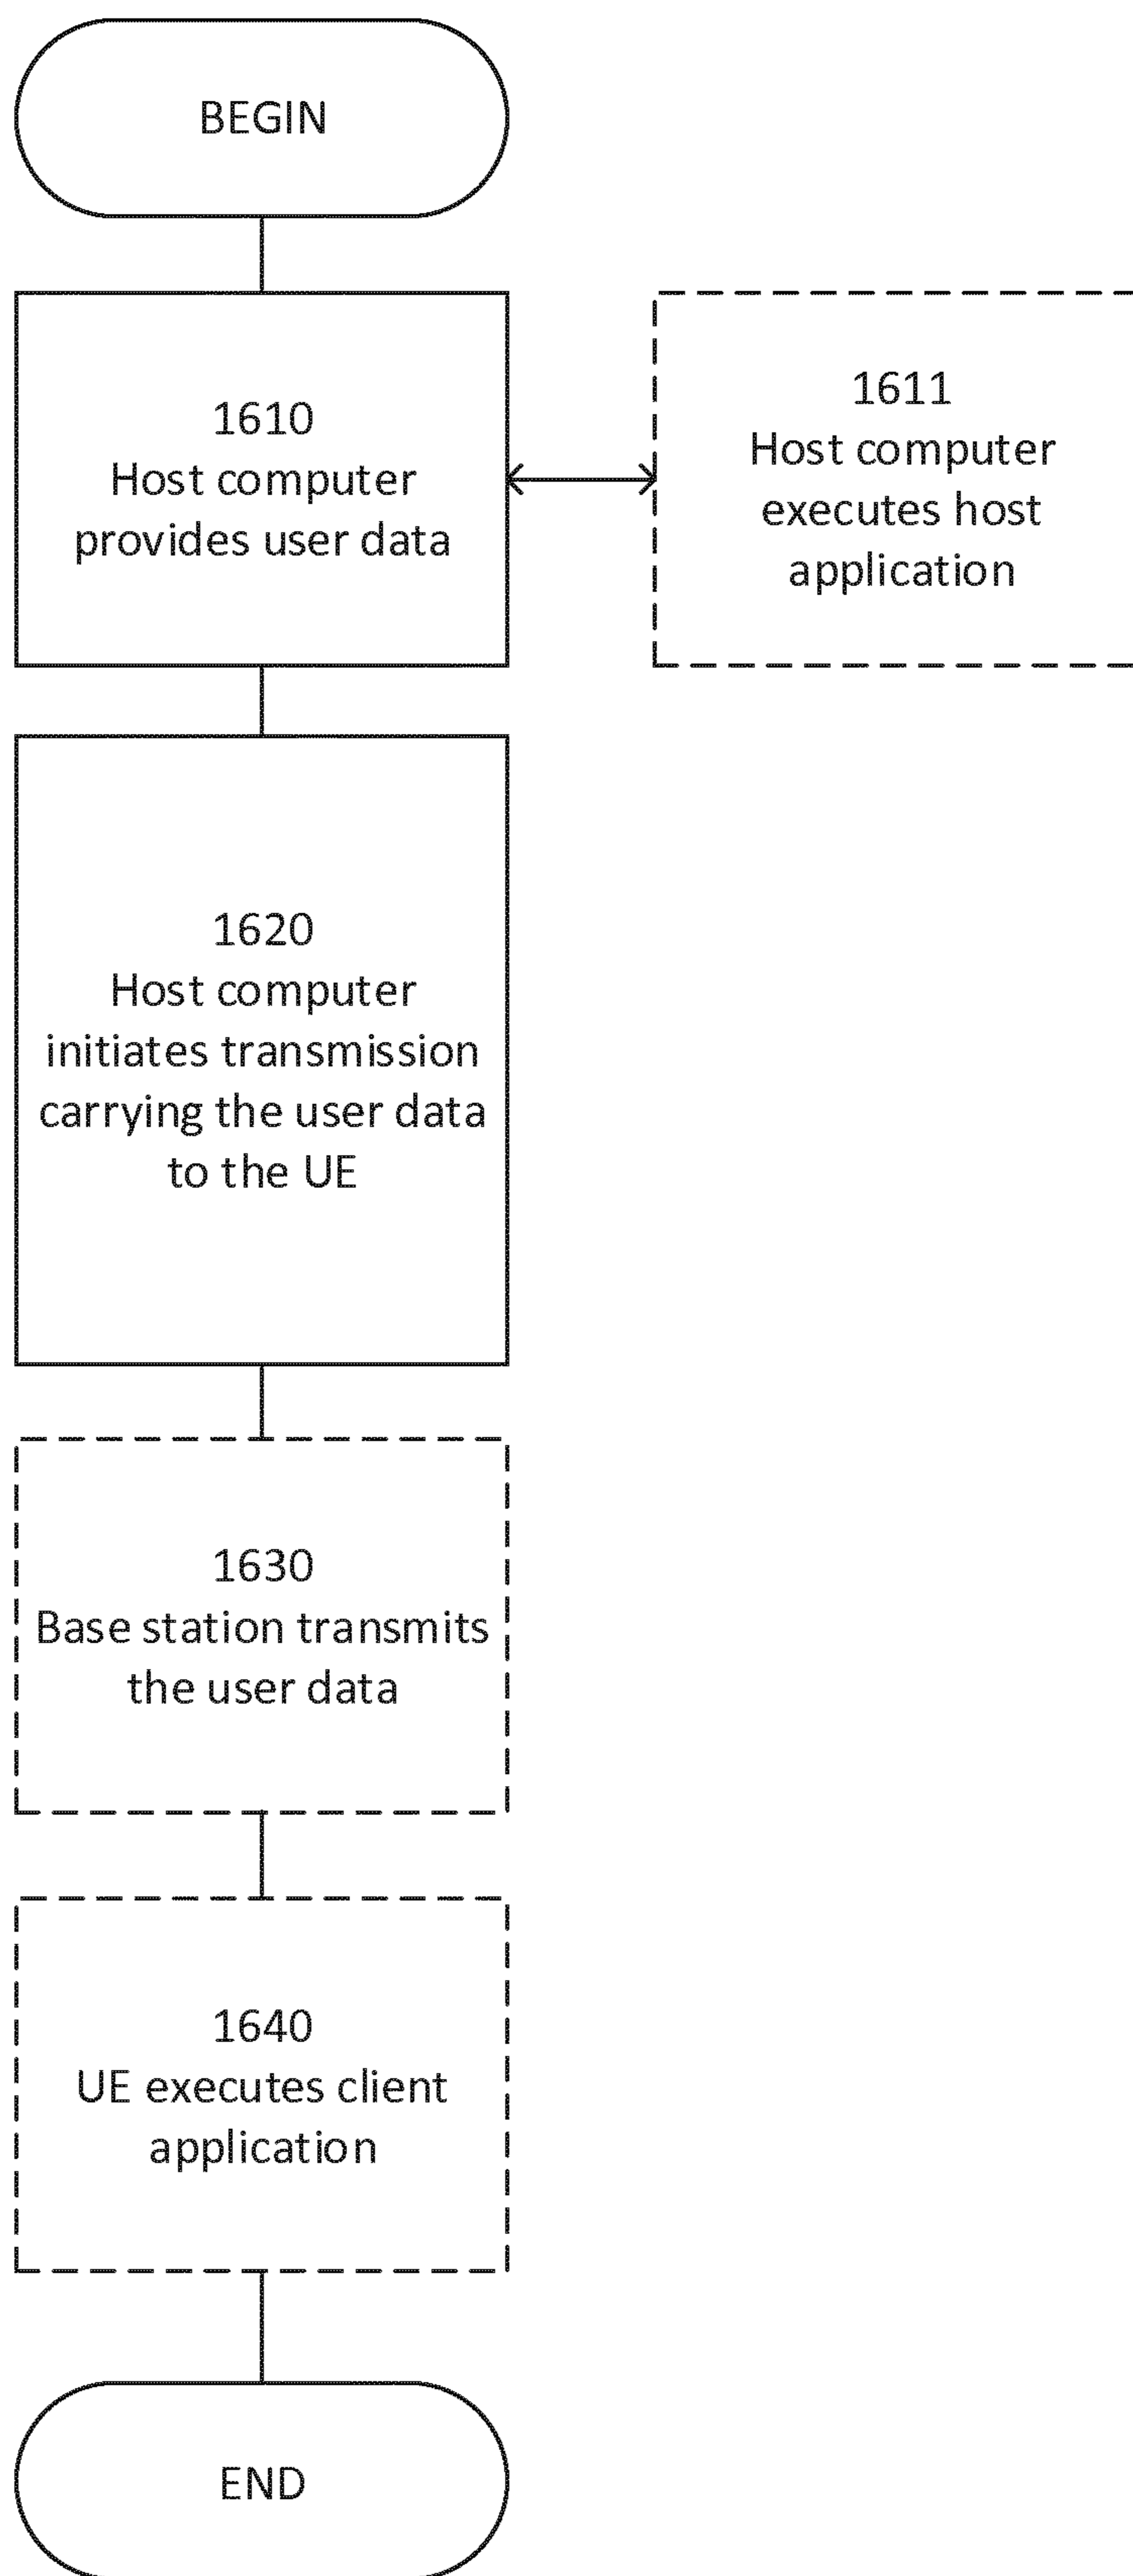 BEGIN
1610
Host computer
provides user data
1611
Host computer
executes host
application
1620
Host computer
initiates transmission
carrying the user data
to the UE
1630
Base station transmits
the user data
1640
UE executes client
application
END